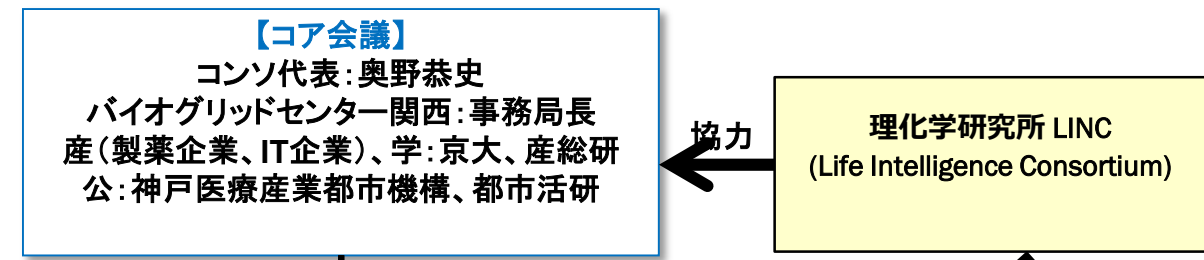 【コア会議】
コンソ代表：奥野恭史
バイオグリッドセンター関西：事務局長
産（製薬企業、IT企業）、学：京大、産総研
公：神戸医療産業都市機構、都市活研
協力
理化学研究所 LINC
(Life Intelligence Consortium)